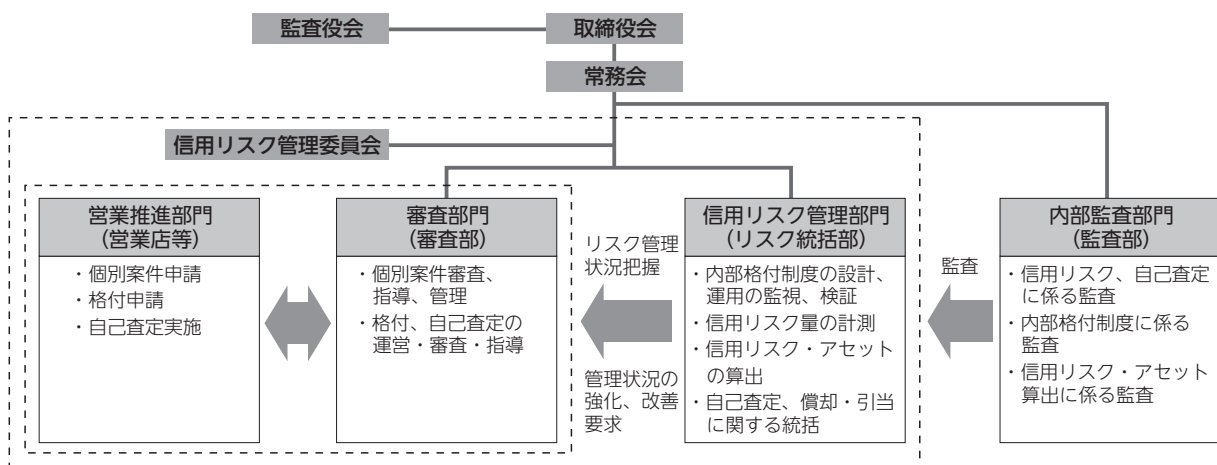 監査役会
取締役会
常務会
信用リスク管理委員会
営業推進部門
（営業店等）
・個別案件申請
・格付申請
・自己査定実施
審査部門
（審査部）
・個別案件審査、
指導、管理
・格付、自己査定の
運営・審査・指導
リスク管理
状況把握
管理状況の
強化、改善
要求
信用リスク管理部門
（リスク統括部）
・内部格付制度の設計、
運用の監視、検証
・信用リスク量の計測
・信用リスク・アセット
の算出
・自己査定、償却・引当
に関する統括
監査
内部監査部門
（監査部）
・信用リスク、自己査定
に係る監査
・内部格付制度に係る
監査
・信用リスク・アセット
算出に係る監査